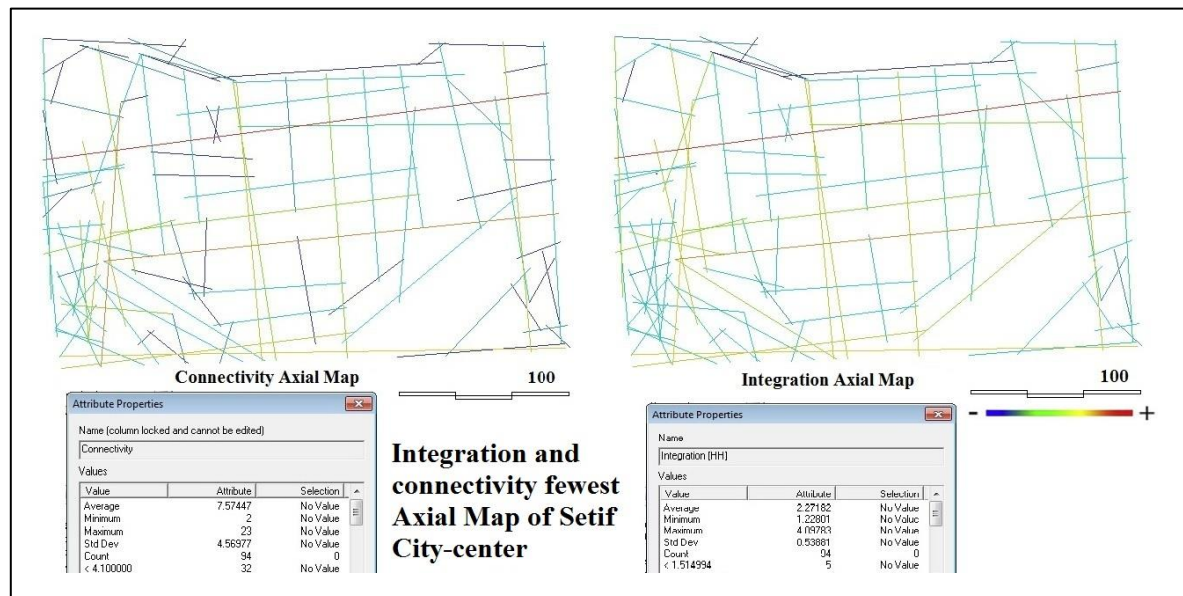 Connectivity Axial Map
100
Attribute Properties
Name (column locked and cannot be edited)
Connectivity
Values
Value Attribute Selection
Average 7.57447 No Value
Minimum 2 No Value
Maximum 23 No Value
Std Dev 4.56977 No Value
Count 94 0
< 4.100000 32 No Value
Integration and
connectivity fewest
Axial Map of Setif
City-center
Integration Axial Map
100
- +
Attribute Properties
Name
Integration [HH]
Values
Value Attribute Selection
Average 2.27182 No Value
Minimum 1.22801 No Value
Maximum 4.09783 No Value
Std Dev 0.53881 No Value
Count 94 0
< 1.514994 5 No Value